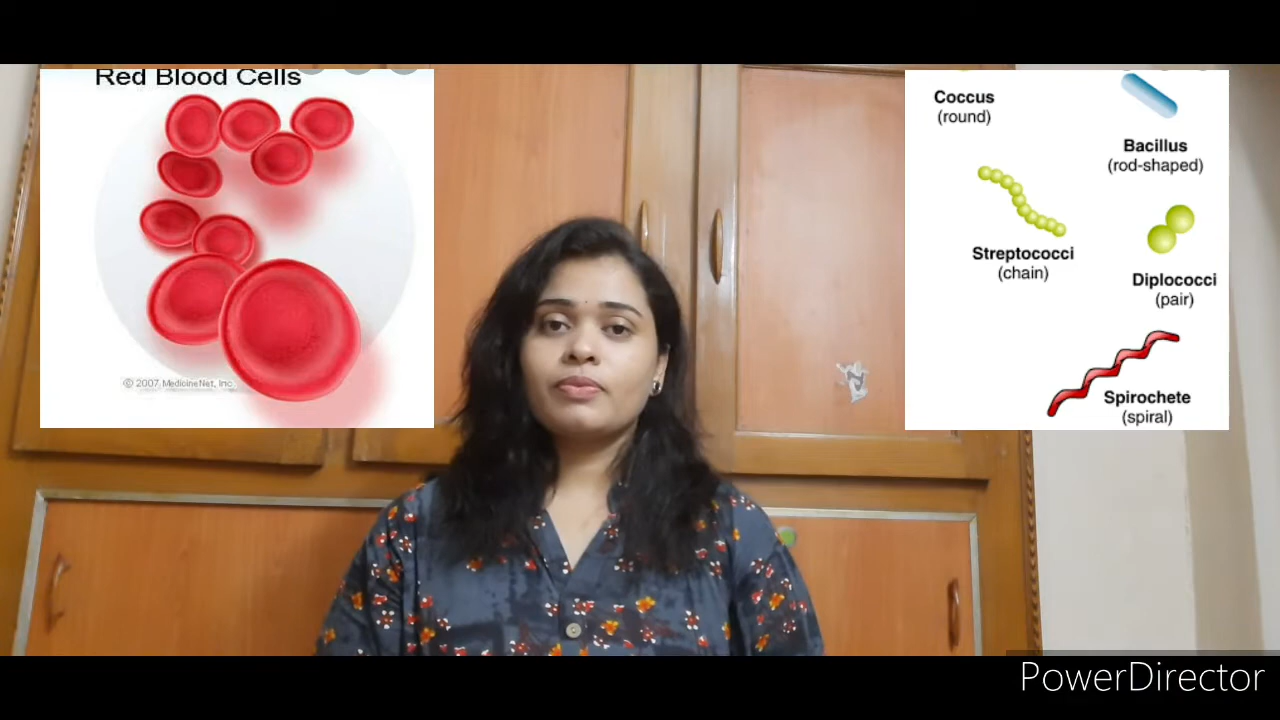 Red Blood Cells
© 2007 MedicineNet, Inc.
Coccus
(round)
Bacillus
(rod-shaped)
Streptococci
(chain)
Diplococci
(pair)
Spirochete
(spiral)
PowerDirector